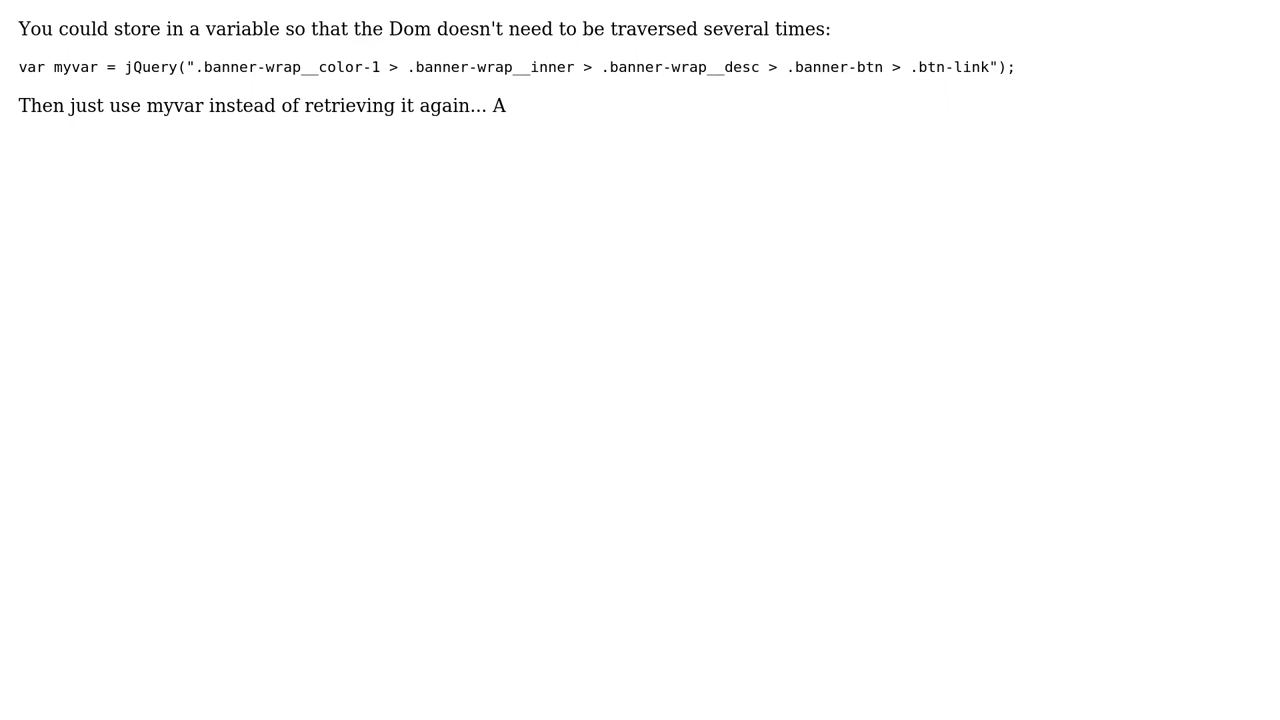 You could store in a variable so that the Dom doesn't need to be traversed several times:
var myvar = jQuery(".banner-wrap__color-1 > .banner-wrap__inner > .banner-wrap__desc > .banner-btn > .btn-link");
Then just use myvar instead of retrieving it again... A